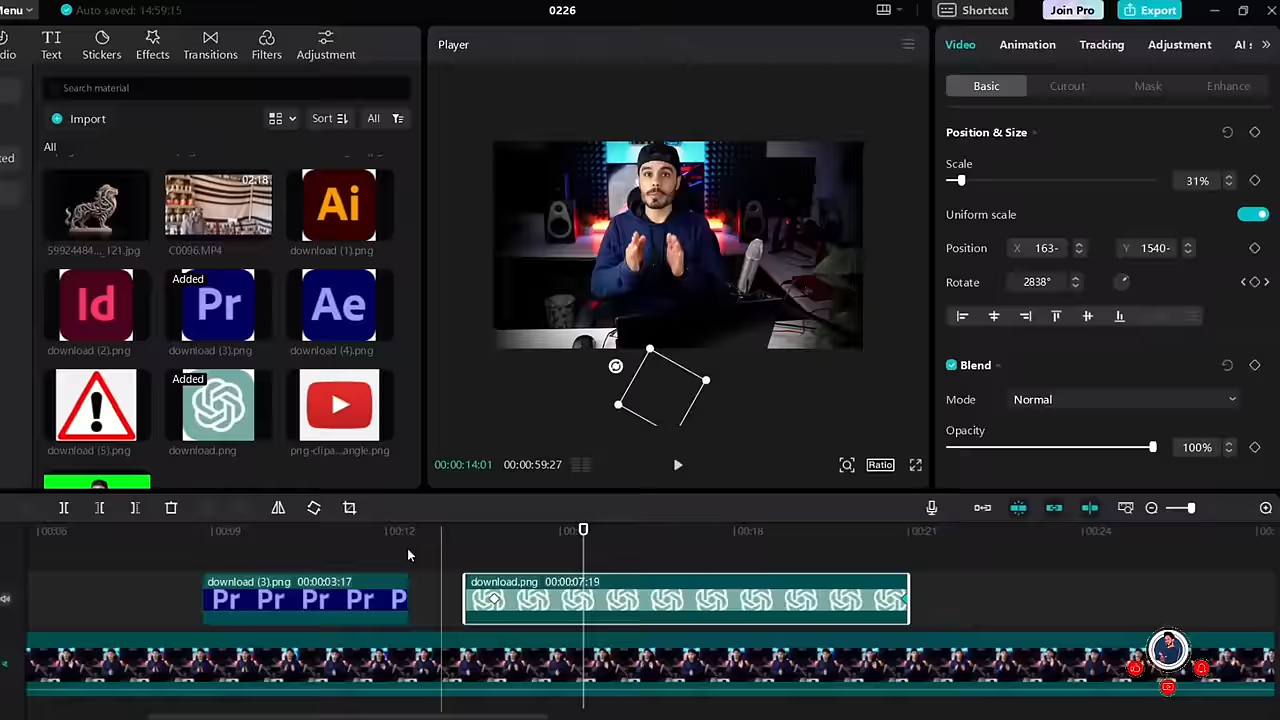 Menu
Auto saved: 14:59:15
0226
Shortcut
Join Pro
Export
dio
Text
Stickers
Effects
Transitions
Filters
Adjustment
Search material
Import
Sort
All
All
ted
59924484..._121.jpg
02:18
C0096.MP4
Ai
download (1).png
Id
download (2).png
Added
Pr
download (3).png
Ae
download (4).png
download (5).png
Added
download.png
png-clipa...angle.png
Player
00:00:14:01
00:00:59:27
Ratio
Video
Animation
Tracking
Adjustment
AI s
Basic
Cutout
Mask
Enhance
Position & Size
Scale
31%
Uniform scale
Position
X
163-
Y
1540-
Rotate
2838°
Blend
Mode
Normal
Opacity
100%
00:06
00:09
00:12
00:18
00:21
00:24
download (3).png 00:00:03:17
Pr Pr Pr Pr P
download.png 00:00:07:19